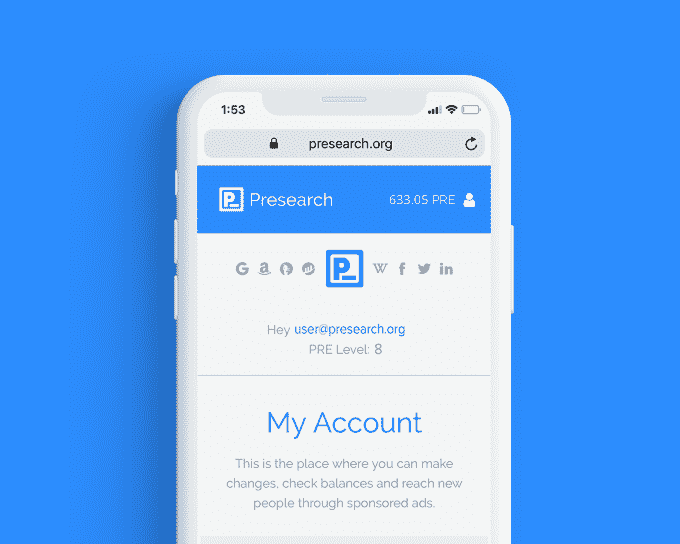 1:53
presearch.org
Presearch 633.05 PRE
Hey user@presearch.org
PRE Level: 8
My Account
This is the place where you can make
changes, check balances and reach new
people through sponsored ads.